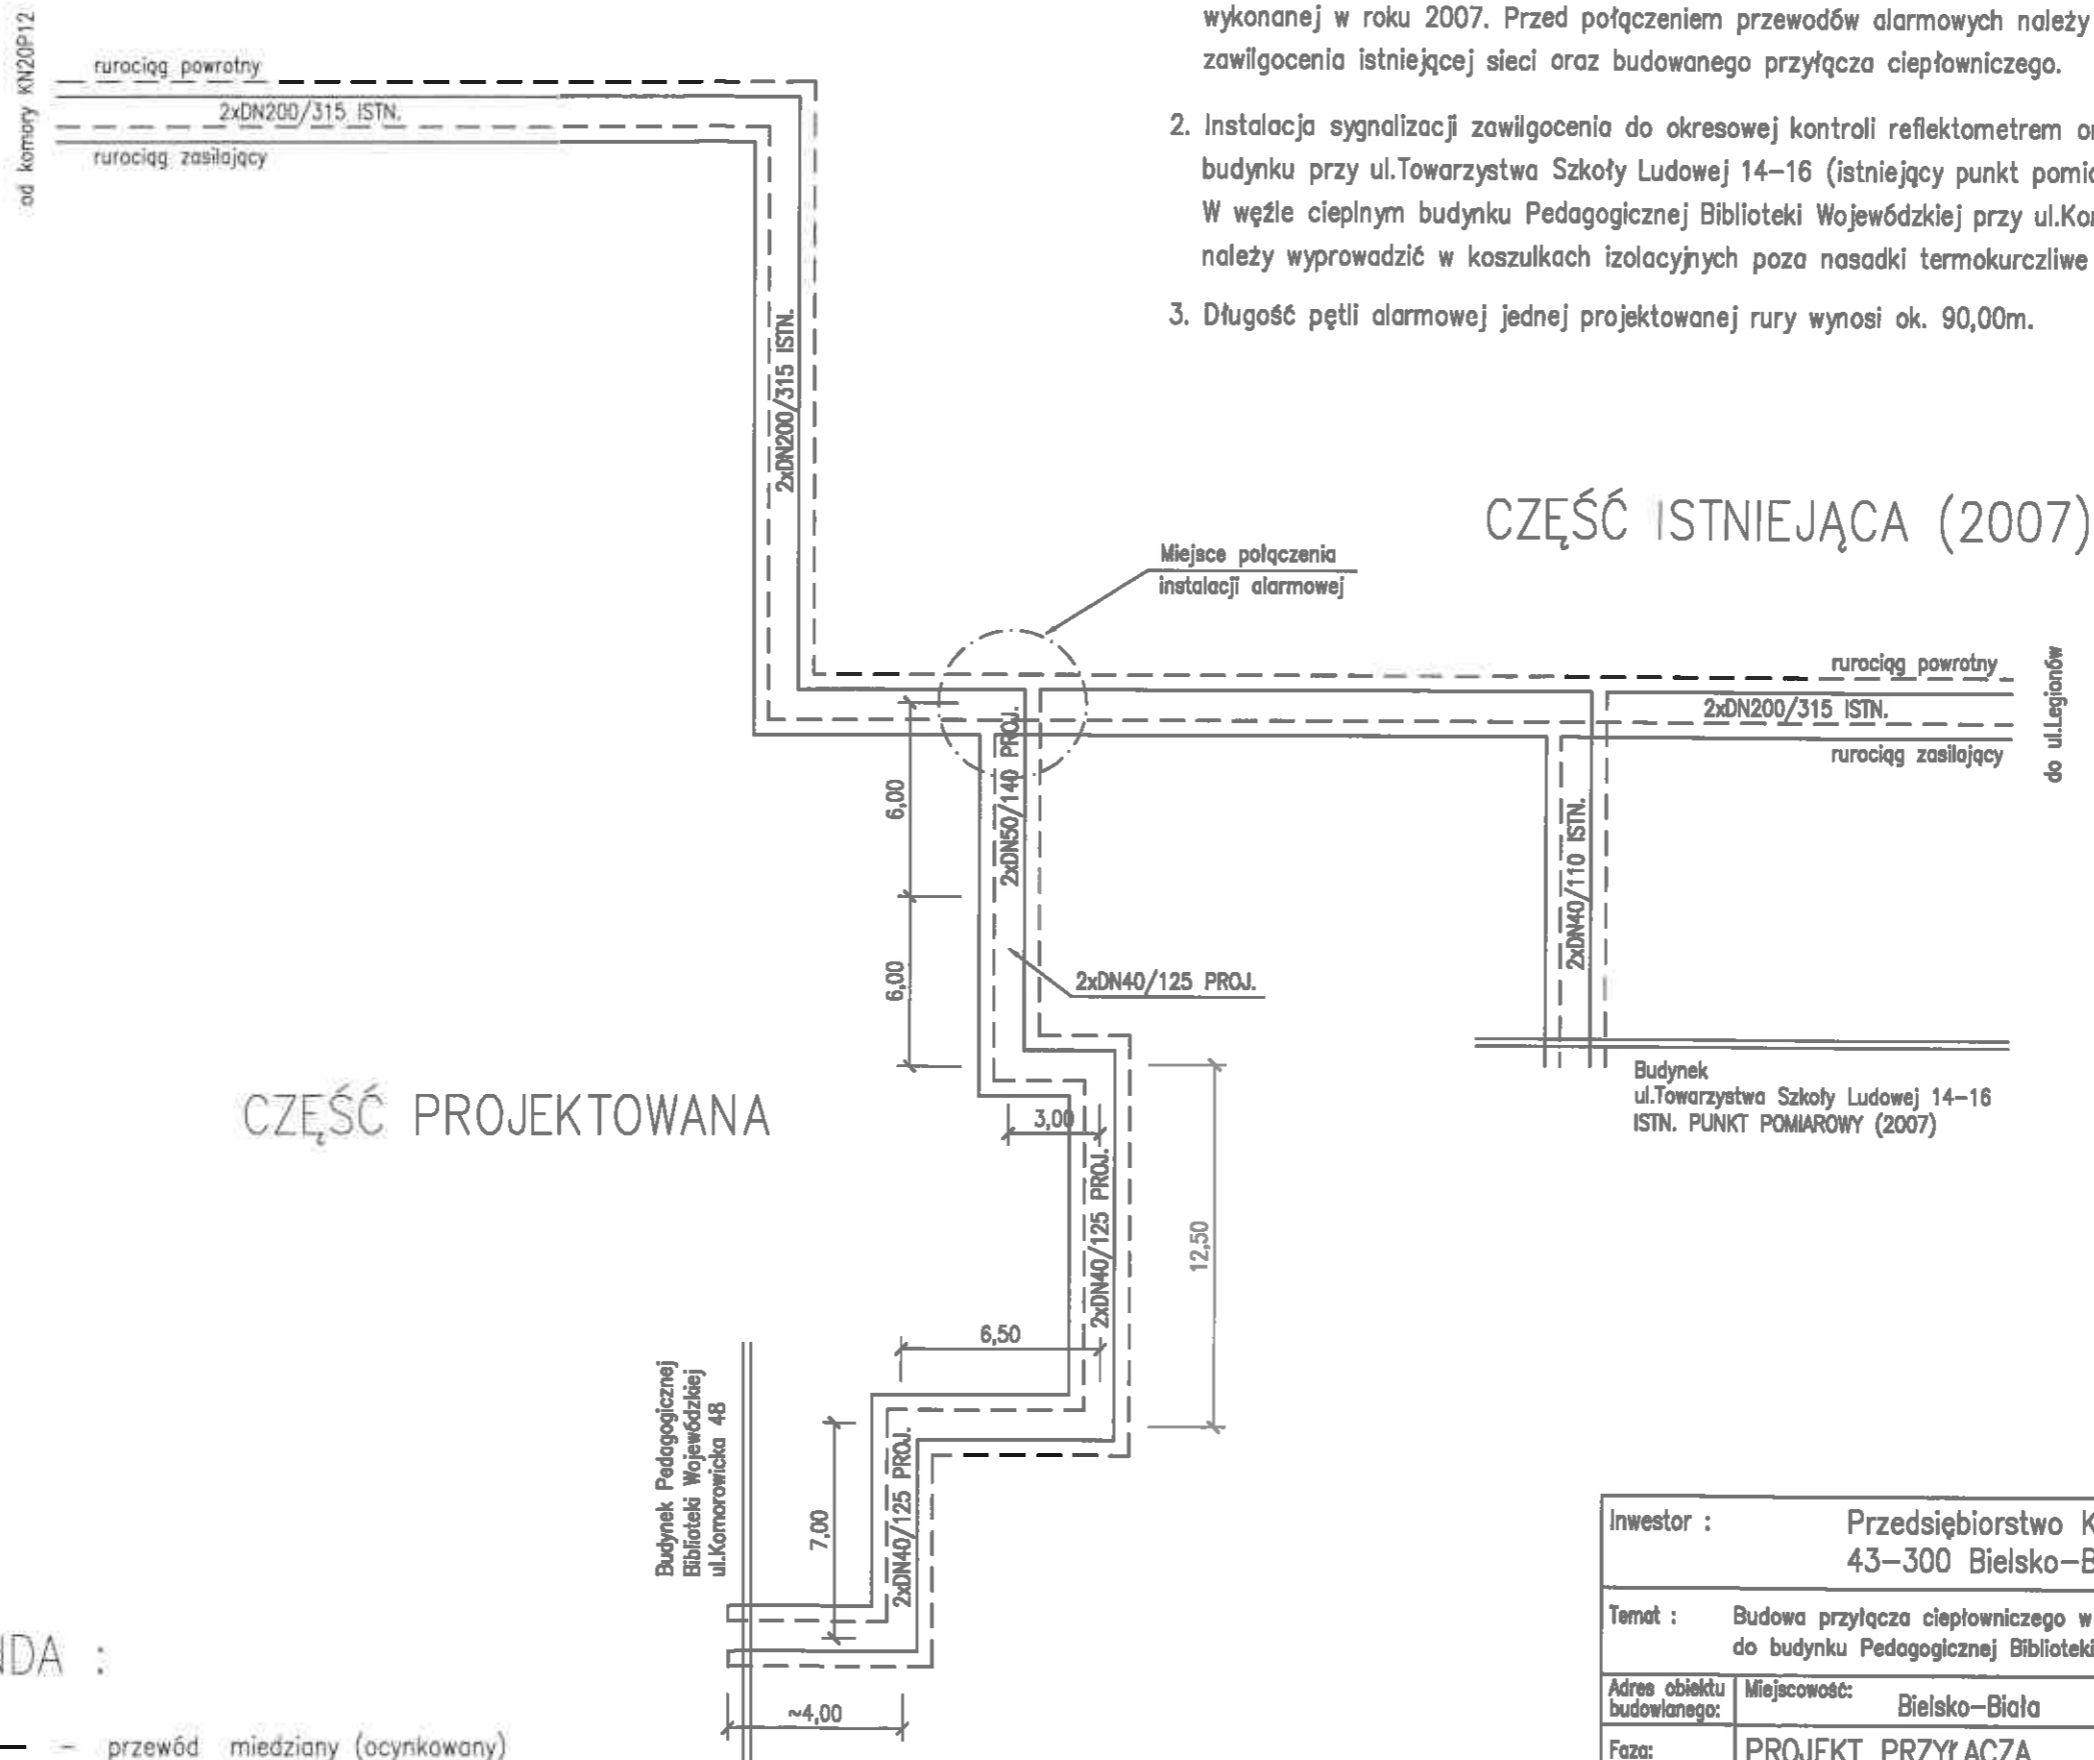 wykonanej w roku 2007. Przed połączeniem przewodów alarmowych należy
zawilgocenia istniejącej sieci oraz budowanego przyłącza ciepłowniczego.
2. Instalacja sygnalizacji zawilgocenia do okresowej kontroli reflektometrem
budynku przy ul.Towarzystwa Szkoły Ludowej 14-16 (istniejący punkt
W węźle cieplnym budynku Pedagogicznej Biblioteki Wojewódzkiej przy
należy wyprowadzić w koszulkach izolacyjnych poza nasadki termokurczliwe
3. Długość pętli alarmowej jednej projektowanej rury wynosi ok. 90,00m.
od komory KN20P12
rurociąg powrotny
2xDN200/315 ISTN.
rurociąg zasilający
2xDN200/315 ISTN.
CZĘŚĆ ISTNIEJĄCA (2007)
Miejsce połączenia
instalacji alarmowej
rurociąg powrotny
2xDN200/315 ISTN.
rurociąg zasilający
do ul.Legionów
6,00
2xDN50/140 PROJ.
2xDN40/110 ISTN.
6,00
2xDN40/125 PROJ.
Budynek
ul.Towarzystwa Szkoły Ludowej 14-16
ISTN. PUNKT POMIAROWY (2007)
CZĘŚĆ PROJEKTOWANA
3,00
2xDN40/125 PROJ.
12,50
6,50
Budynek Pedagogicznej
Biblioteki Wojewódzkiej
ul.Komorowicka 48
7,00
2xDN40/125 PROJ.
~4,00
NDA :
- przewód miedziany (ocynkowany)
Inwestor : Przedsiębiorstwo K
43-300 Bielsko-B
Temat : Budowa przyłącza ciepłowniczego w
do budynku Pedagogicznej Biblioteki
Adres obiektu
budowlanego:
Miejscowość: Bielsko-Biała
Faza: PROJEKT PRZYŁĄCZA